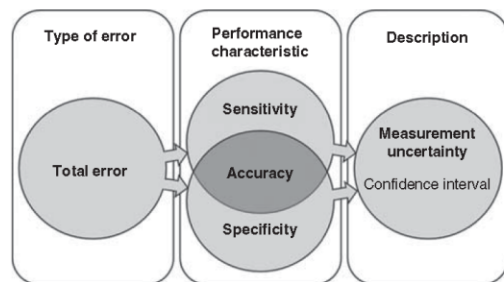 Type of error
Total error
Performance
characteristic
Sensitivity
Accuracy
Specificity
Description
Measurement
uncertainty
Confidence interval